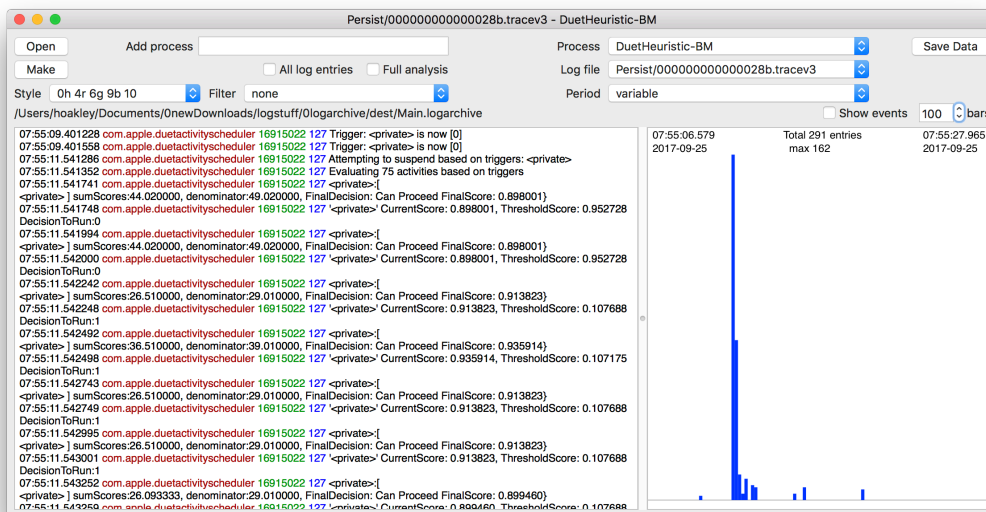 Persist/000000000000028b.tracev3 - DuetHeuristic-BM
Open Add process Process DuetHeuristic-BM Save Data
Make All log entries Full analysis Log file Persist/000000000000028b.tracev3
Style 0h 4r 6g 9b 10 Filter none Period variable
/Users/hoakley/Documents/0newDownloads/logstuff/0logarchive/dest/Main.logarchive Show events 100 bars
07:55:09.401228 com.apple.duetactivityscheduler 16915022 127 Trigger: <private> is now [0]
07:55:09.401558 com.apple.duetactivityscheduler 16915022 127 Trigger: <private> is now [0]
07:55:11.541286 com.apple.duetactivityscheduler 16915022 127 Attempting to suspend based on triggers: <private>
07:55:11.541352 com.apple.duetactivityscheduler 16915022 127 Evaluating 75 activities based on triggers
07:55:11.541741 com.apple.duetactivityscheduler 16915022 127 <private>:[
<private> ] sumScores:44.020000, denominator:49.020000, FinalDecision: Can Proceed FinalScore: 0.898001}
07:55:11.541748 com.apple.duetactivityscheduler 16915022 127 '<private>' CurrentScore: 0.898001, ThresholdScore: 0.952728
DecisionToRun:0
07:55:11.541994 com.apple.duetactivityscheduler 16915022 127 <private>:[
<private> ] sumScores:44.020000, denominator:49.020000, FinalDecision: Can Proceed FinalScore: 0.898001}
07:55:11.542000 com.apple.duetactivityscheduler 16915022 127 '<private>' CurrentScore: 0.898001, ThresholdScore: 0.952728
DecisionToRun:0
07:55:11.542242 com.apple.duetactivityscheduler 16915022 127 <private>:[
<private> ] sumScores:26.510000, denominator:29.010000, FinalDecision: Can Proceed FinalScore: 0.913823}
07:55:11.542248 com.apple.duetactivityscheduler 16915022 127 '<private>' CurrentScore: 0.913823, ThresholdScore: 0.107688
DecisionToRun:1
07:55:11.542492 com.apple.duetactivityscheduler 16915022 127 <private>:[
<private> ] sumScores:36.510000, denominator:39.010000, FinalDecision: Can Proceed FinalScore: 0.935914}
07:55:11.542498 com.apple.duetactivityscheduler 16915022 127 '<private>' CurrentScore: 0.935914, ThresholdScore: 0.107175
DecisionToRun:1
07:55:11.542743 com.apple.duetactivityscheduler 16915022 127 <private>:[
<private> ] sumScores:26.510000, denominator:29.010000, FinalDecision: Can Proceed FinalScore: 0.913823}
07:55:11.542749 com.apple.duetactivityscheduler 16915022 127 '<private>' CurrentScore: 0.913823, ThresholdScore: 0.107688
DecisionToRun:1
07:55:11.542995 com.apple.duetactivityscheduler 16915022 127 <private>:[
<private> ] sumScores:26.510000, denominator:29.010000, FinalDecision: Can Proceed FinalScore: 0.913823}
07:55:11.543001 com.apple.duetactivityscheduler 16915022 127 '<private>' CurrentScore: 0.913823, ThresholdScore: 0.107688
DecisionToRun:1
07:55:11.543252 com.apple.duetactivityscheduler 16915022 127 <private>:[
<private> ] sumScores:26.093333, denominator:29.010000, FinalDecision: Can Proceed FinalScore: 0.899460}
07:55:11.543259 com.apple.duetactivityscheduler 16915022 127 '<private>' CurrentScore: 0.899460, ThresholdScore: 0.107688
07:55:06.579 Total 291 entries 07:55:27.965
2017-09-25 max 162 2017-09-25